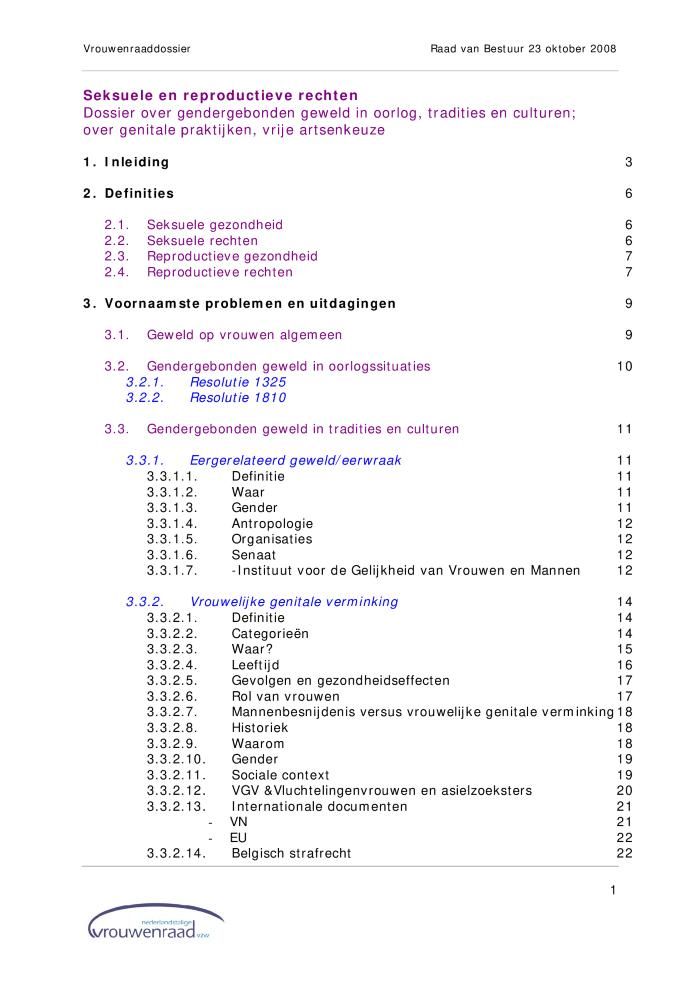 Vrouwenraaddossier Raad van Bestuur 23 oktober 2008
Seksuele en reproductieve rechten
Dossier over gendergebonden geweld in oorlog, tradities en culturen;
over genitale praktijken, vrije artsenkeuze
1. Inleiding 3
2. Definities 6
2.1. Seksuele gezondheid 6
2.2. Seksuele rechten 6
2.3. Reproductieve gezondheid 7
2.4. Reproductieve rechten 7
3. Voornaamste problemen en uitdagingen 9
3.1. Geweld op vrouwen algemeen 9
3.2. Gendergebonden geweld in oorlogssituaties 10
3.2.1. Resolutie 1325
3.2.2. Resolutie 1810
3.3. Gendergebonden geweld in tradities en culturen 11
3.3.1. Eergerelateerd geweld/eerwraak 11
3.3.1.1. Definitie 11
3.3.1.2. Waar 11
3.3.1.3. Gender 11
3.3.1.4. Antropologie 12
3.3.1.5. Organisaties 12
3.3.1.6. Senaat 12
3.3.1.7. -Instituut voor de Gelijkheid van Vrouwen en Mannen 12
3.3.2. Vrouwelijke genitale verminking 14
3.3.2.1. Definitie 14
3.3.2.2. Categorieën 14
3.3.2.3. Waar? 15
3.3.2.4. Leeftijd 16
3.3.2.5. Gevolgen en gezondheidseffecten 17
3.3.2.6. Rol van vrouwen 17
3.3.2.7. Mannenbesnijdenis versus vrouwelijke genitale verminking 18
3.3.2.8. Historiek 18
3.3.2.9. Waarom 18
3.3.2.10. Gender 19
3.3.2.11. Sociale context 19
3.3.2.12. VGV &Vluchtelingenvrouwen en asielzoeksters 20
3.3.2.13. Internationale documenten 21
- VN 21
- EU 22
3.3.2.14. Belgisch strafrecht 22
1
nederlandstalige
vrouwenraad vzw